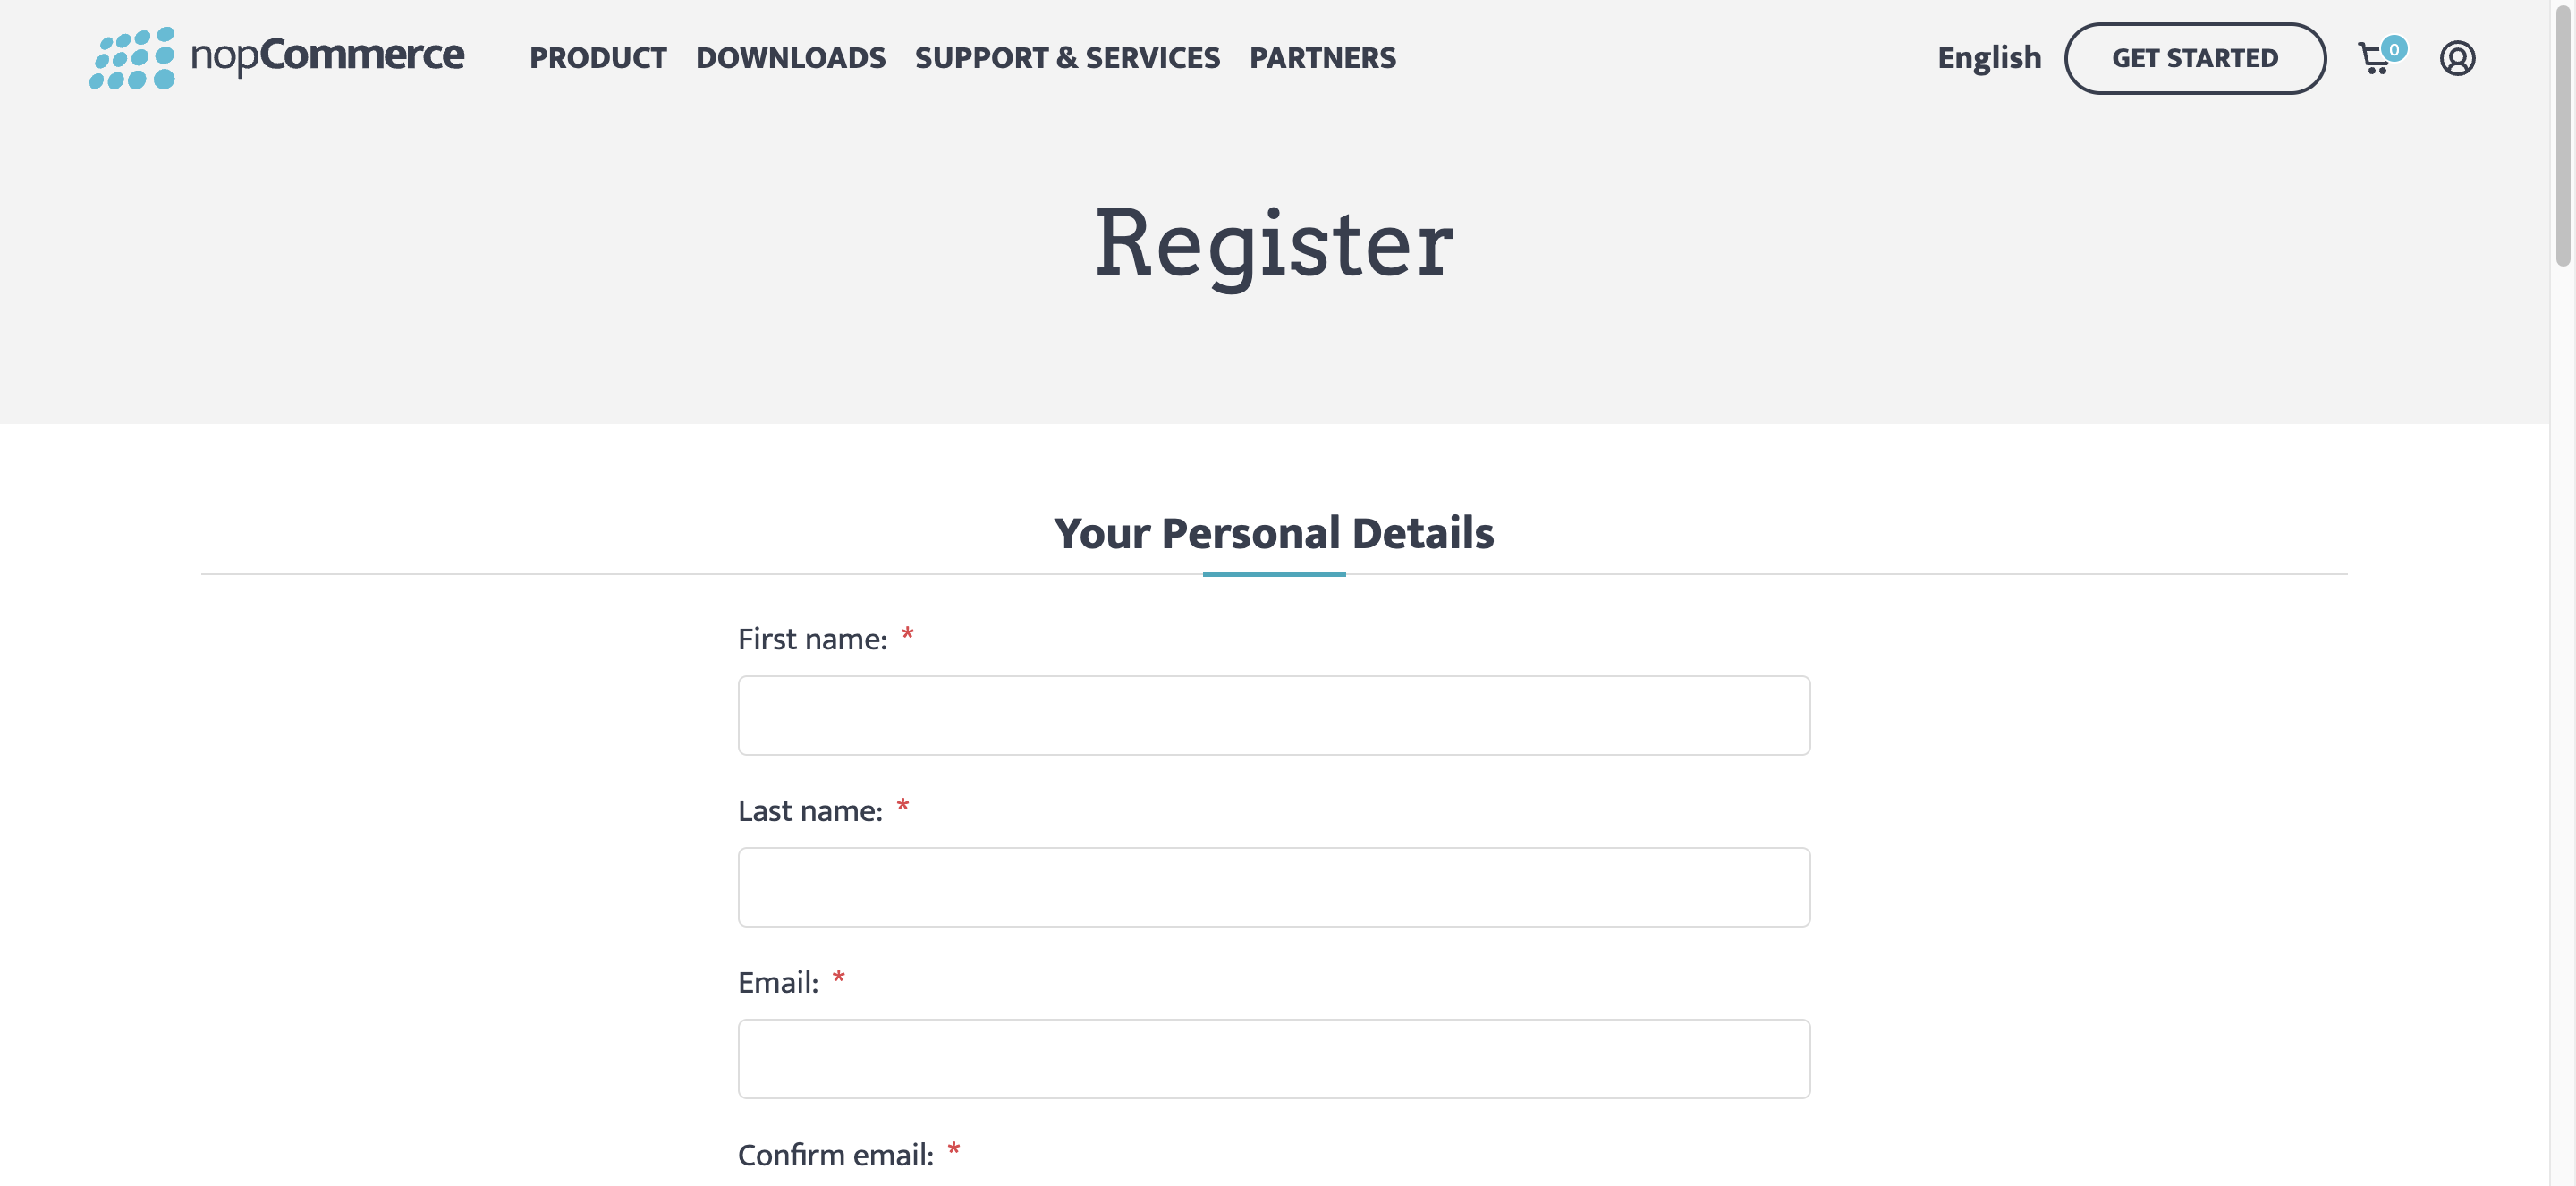 nopCommerce PRODUCT DOWNLOADS SUPPORT & SERVICES PARTNERS English GET STARTED 0
Register
Your Personal Details
First name: *
Last name: *
Email: *
Confirm email: *